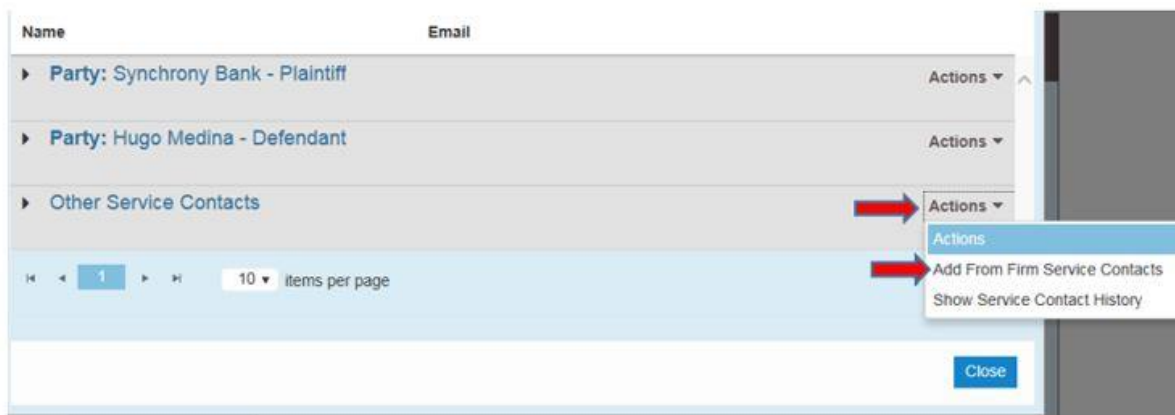 Name Email
Party: Synchrony Bank - Plaintiff Actions
Party: Hugo Medina - Defendant Actions
Other Service Contacts Actions
Actions
1 10 items per page
Add From Firm Service Contacts
Show Service Contact History
Close